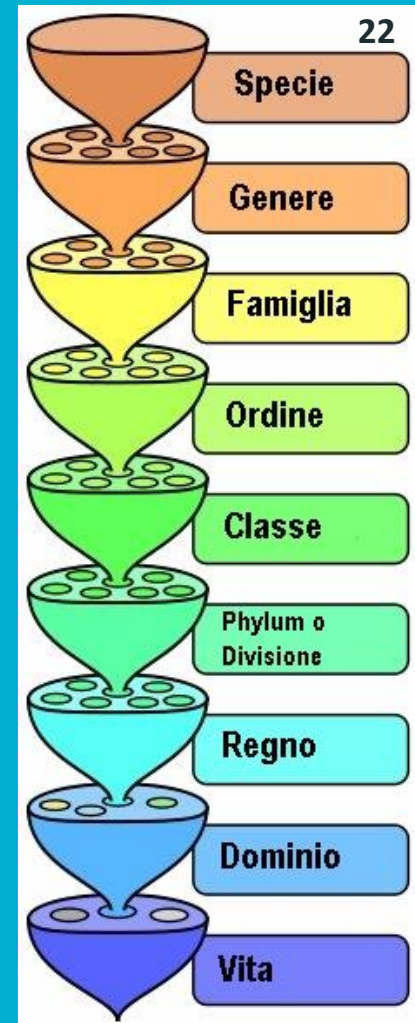 22
Specie
Genere
Famiglia
Ordine
Classe
Phylum o
Divisione
Regno
Dominio
Vita